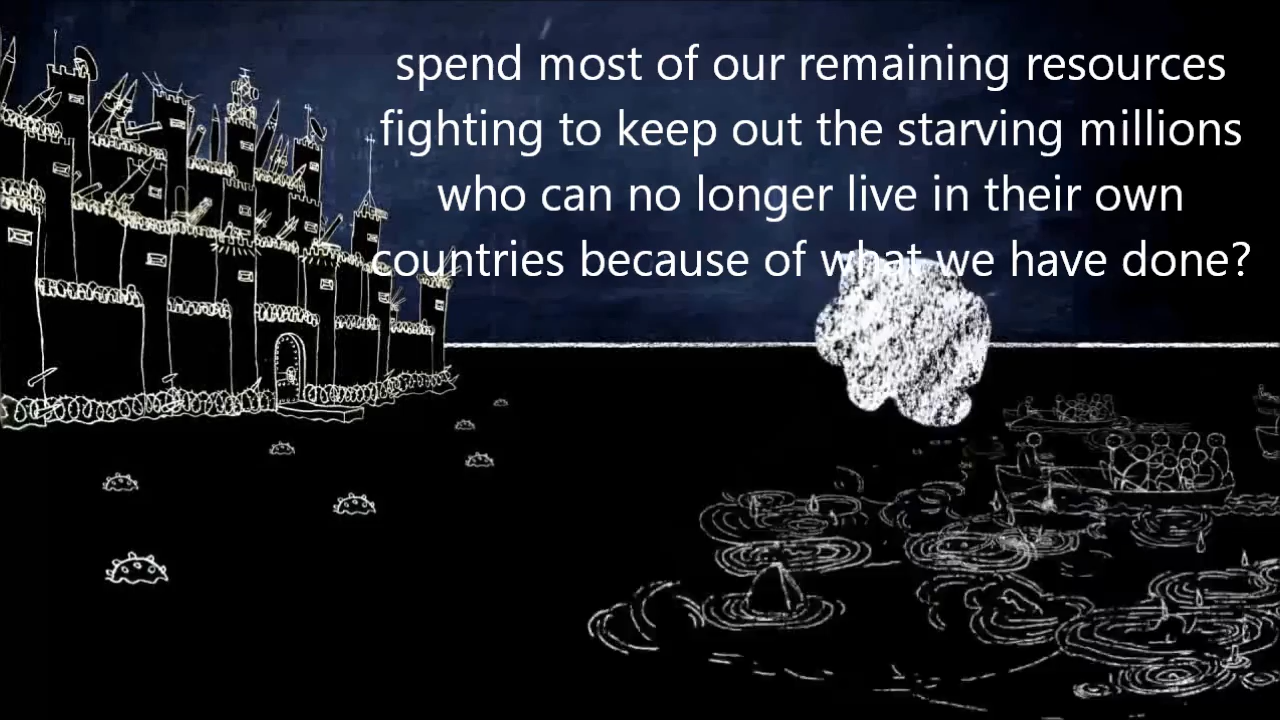 spend most of our remaining resources
fighting to keep out the starving millions
who can no longer live in their own
countries because of what we have done?